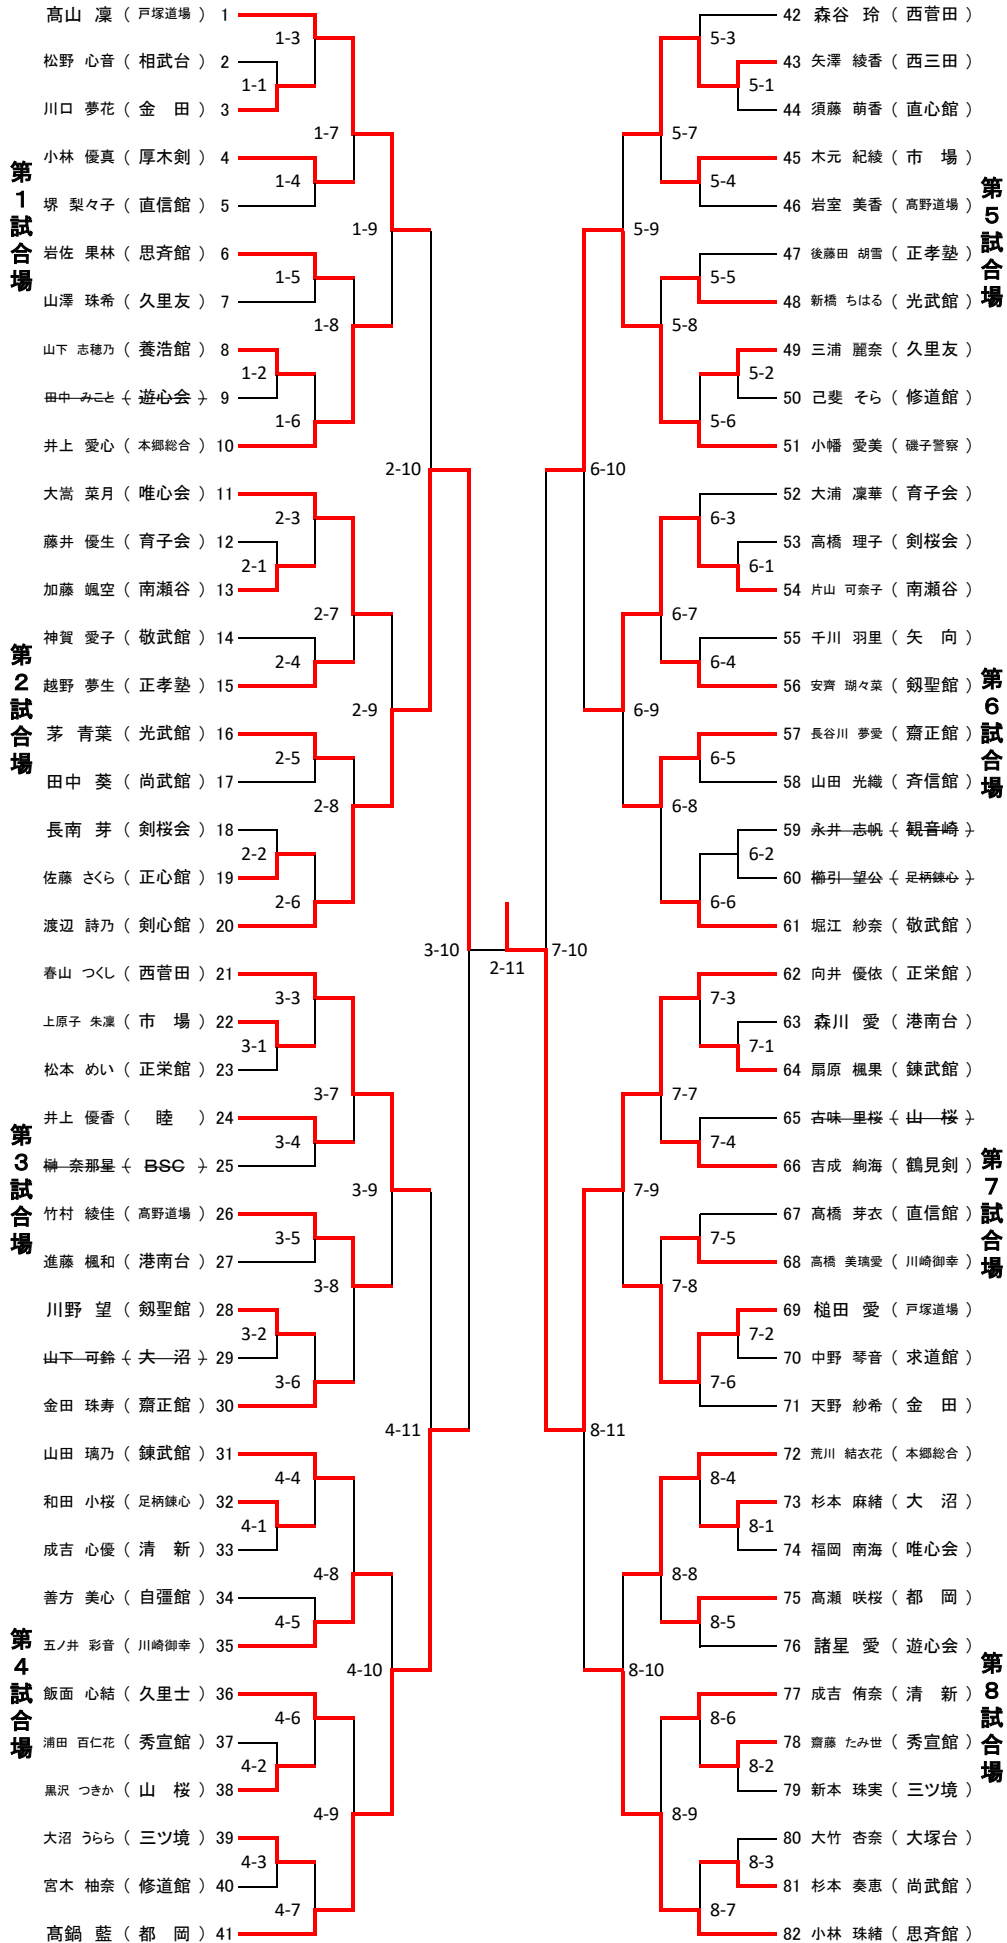 第1試合場
髙山 凜 ( 戸塚道場 ) 1
松野 心音 ( 相武台 ) 2
川口 夢花 ( 金 田 ) 3
小林 優真 ( 厚木剣 ) 4
堺 梨々子 ( 直信館 ) 5
岩佐 果林 ( 思斉館 ) 6
山澤 珠希 ( 久里友 ) 7
山下 志穂乃 ( 養浩館 ) 8
田中 みこと ( 遊心会 ) 9
井上 愛心 ( 本郷総合 ) 10
1-3
1-1
1-7
1-4
1-9
1-5
1-8
1-2
1-6
2-10
第2試合場
大嵩 菜月 ( 唯心会 ) 11
藤井 優生 ( 育子会 ) 12
加藤 颯空 ( 南瀬谷 ) 13
神賀 愛子 ( 敬武館 ) 14
越野 夢生 ( 正孝塾 ) 15
茅 青葉 ( 光武館 ) 16
田中 葵 ( 尚武館 ) 17
長南 芽 ( 剣桜会 ) 18
佐藤 さくら ( 正心館 ) 19
渡辺 詩乃 ( 剣心館 ) 20
2-3
2-1
2-7
2-4
2-9
2-5
2-8
2-2
2-6
3-10
第3試合場
春山 つくし ( 西菅田 ) 21
上原子 朱凜 ( 市 場 ) 22
松本 めい ( 正栄館 ) 23
井上 優香 ( 睦 ) 24
榊 奈那星 ( BSC ) 25
竹村 綾佳 ( 髙野道場 ) 26
進藤 楓和 ( 港南台 ) 27
川野 望 ( 剱聖館 ) 28
山下 可鈴 ( 大 沼 ) 29
金田 珠寿 ( 齋正館 ) 30
3-3
3-1
3-7
3-4
3-9
3-5
3-8
3-2
3-6
4-11
第4試合場
山田 璃乃 ( 錬武館 ) 31
和田 小桜 ( 足柄錬心 ) 32
成吉 心優 ( 清 新 ) 33
善方 美心 ( 自彊館 ) 34
五ノ井 彩音 ( 川崎御幸 ) 35
飯面 心結 ( 久里士 ) 36
浦田 百仁花 ( 秀宣館 ) 37
黒沢 つきか ( 山 桜 ) 38
大沼 うらら ( 三ツ境 ) 39
宮木 柚奈 ( 修道館 ) 40
髙鍋 藍 ( 都 岡 ) 41
4-4
4-1
4-8
4-5
4-10
4-6
4-2
4-9
4-3
4-7
2-11
第5試合場
42 森谷 玲 ( 西菅田 )
43 矢澤 綾香 ( 西三田 )
44 須藤 萌香 ( 直心館 )
45 木元 紀綾 ( 市 場 )
46 岩室 美香 ( 髙野道場 )
47 後藤田 胡雪 ( 正孝塾 )
48 新橋 ちはる ( 光武館 )
49 三浦 麗奈 ( 久里友 )
50 己斐 そら ( 修道館 )
51 小幡 愛美 ( 磯子警察 )
5-3
5-1
5-7
5-4
5-9
5-5
5-8
5-2
5-6
6-10
第6試合場
52 大浦 凜華 ( 育子会 )
53 高橋 理子 ( 剣桜会 )
54 片山 可奈子 ( 南瀬谷 )
55 千川 羽里 ( 矢 向 )
56 安齊 瑚々菜 ( 剱聖館 )
57 長谷川 夢愛 ( 齋正館 )
58 山田 光織 ( 斉信館 )
59 永井 志帆 ( 観音崎 )
60 櫛引 望公 ( 足柄錬心 )
61 堀江 紗奈 ( 敬武館 )
6-3
6-1
6-7
6-4
6-9
6-5
6-8
6-2
6-6
7-10
第7試合場
62 向井 優依 ( 正栄館 )
63 森川 愛 ( 港南台 )
64 扇原 楓果 ( 錬武館 )
65 古味 里桜 ( 山 桜 )
66 吉成 絢海 ( 鶴見剣 )
67 髙橋 芽衣 ( 直信館 )
68 高橋 美璃愛 ( 川崎御幸 )
69 槌田 愛 ( 戸塚道場 )
70 中野 琴音 ( 求道館 )
71 天野 紗希 ( 金 田 )
7-3
7-1
7-7
7-4
7-9
7-5
7-8
7-2
7-6
8-11
第8試合場
72 荒川 結衣花 ( 本郷総合 )
73 杉本 麻緒 ( 大 沼 )
74 福岡 南海 ( 唯心会 )
75 髙瀬 咲桜 ( 都 岡 )
76 諸星 愛 ( 遊心会 )
77 成吉 侑奈 ( 清 新 )
78 齋藤 たみ世 ( 秀宣館 )
79 新本 珠実 ( 三ツ境 )
80 大竹 杏奈 ( 大塚台 )
81 杉本 奏恵 ( 尚武館 )
82 小林 珠緒 ( 思斉館 )
8-4
8-1
8-8
8-5
8-10
8-6
8-2
8-9
8-3
8-7